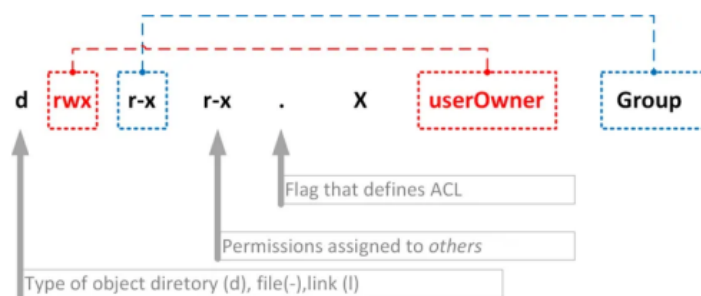 d rwx r-x r-x . X userOwner Group
Flag that defines ACL
Permissions assigned to others
Type of object diretory (d), file(-),link (l)